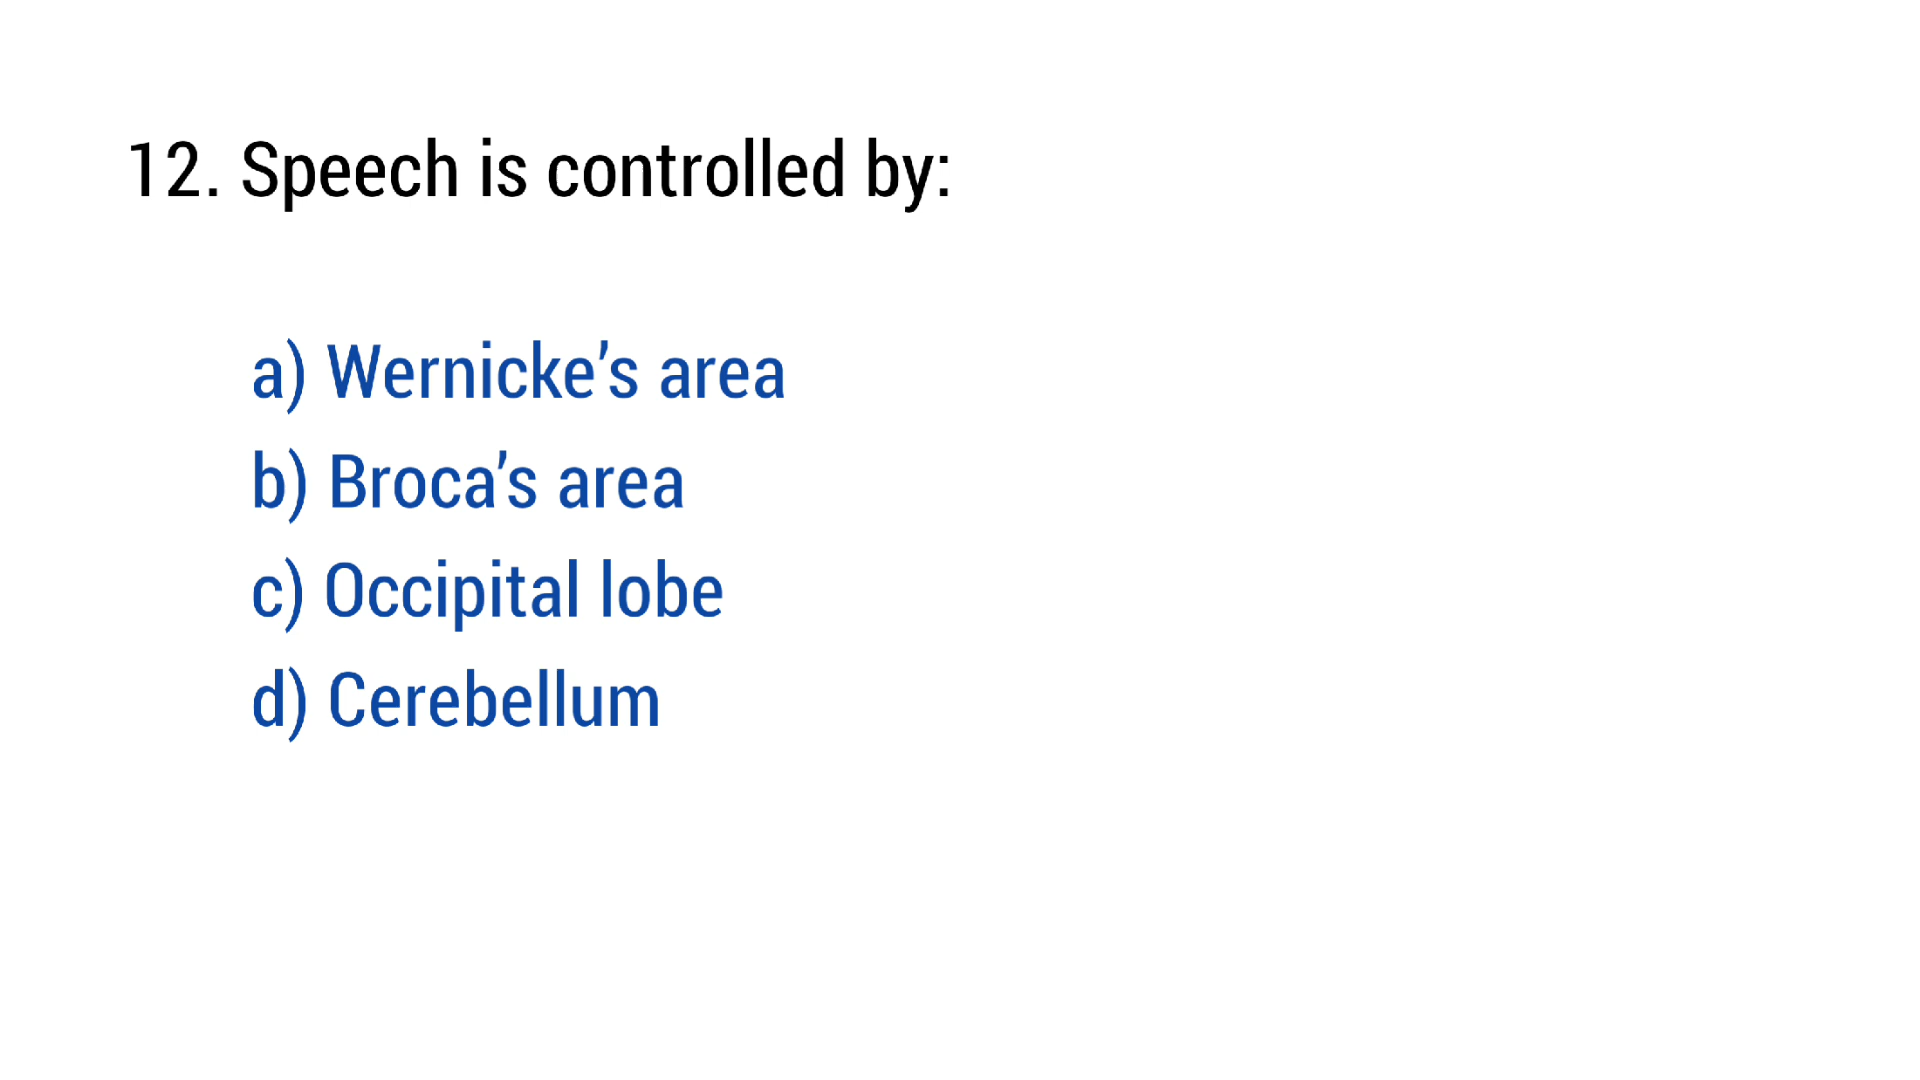 12. Speech is controlled by:
a) Wernicke’s area
b) Broca’s area
c) Occipital lobe
d) Cerebellum